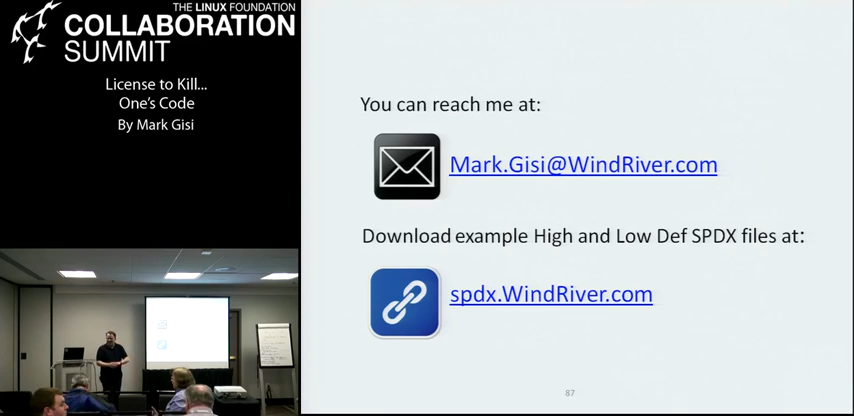 THE LINUX FOUNDATION
COLLABORATION
SUMMIT
License to Kill...
One's Code
By Mark Gisi
You can reach me at:
Mark.Gisi@WindRiver.com
Download example High and Low Def SPDX files at:
spdx.WindRiver.com
87